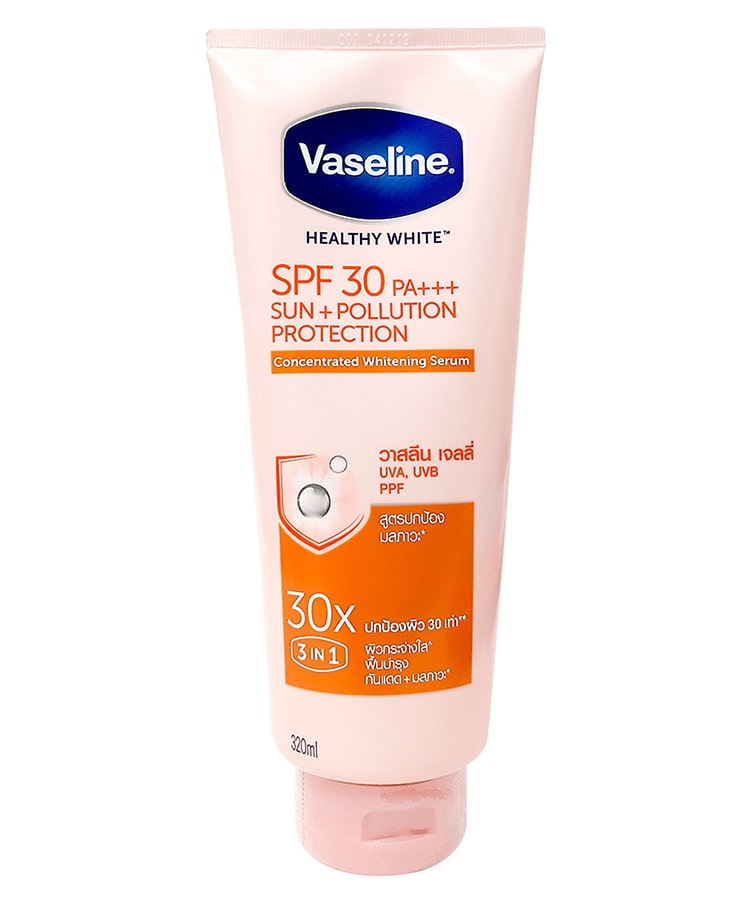 002 041219
Vaseline.
HEALTHY WHITE™
SPF 30 PA+++
SUN + POLLUTION
PROTECTION
Concentrated Whitening Serum
วาสลีน เจลลี่
UVA, UVB
PPF
สูตรปกป้อง
มลภาวะ*
30x
ปกป้องผิว 30 เท่า**
3 IN 1
ผิวกระจ่างใส^
ฟื้นบำรุง
กันแดด + มลภาวะ*
320ml